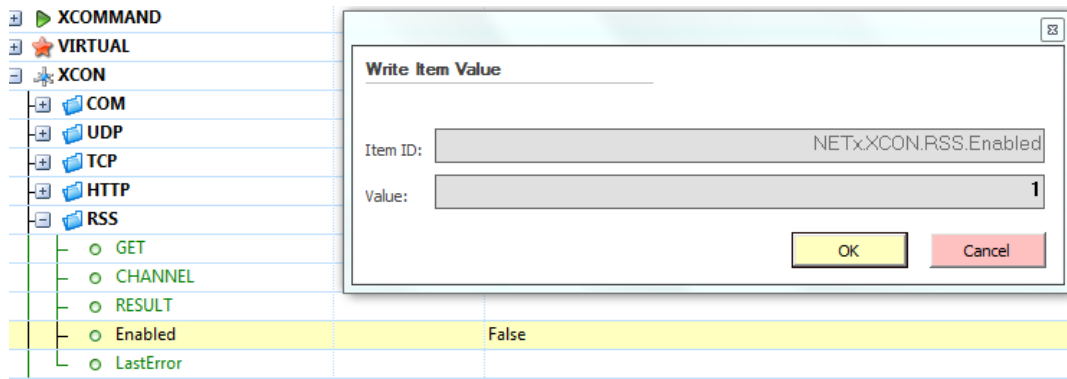 XCOMMAND
VIRTUAL
XCON
COM
UDP
TCP
HTTP
RSS
GET
CHANNEL
RESULT
Enabled False
LastError
Write Item Value
Item ID: NETx.XCON.RSS.Enabled
Value: 1
OK Cancel